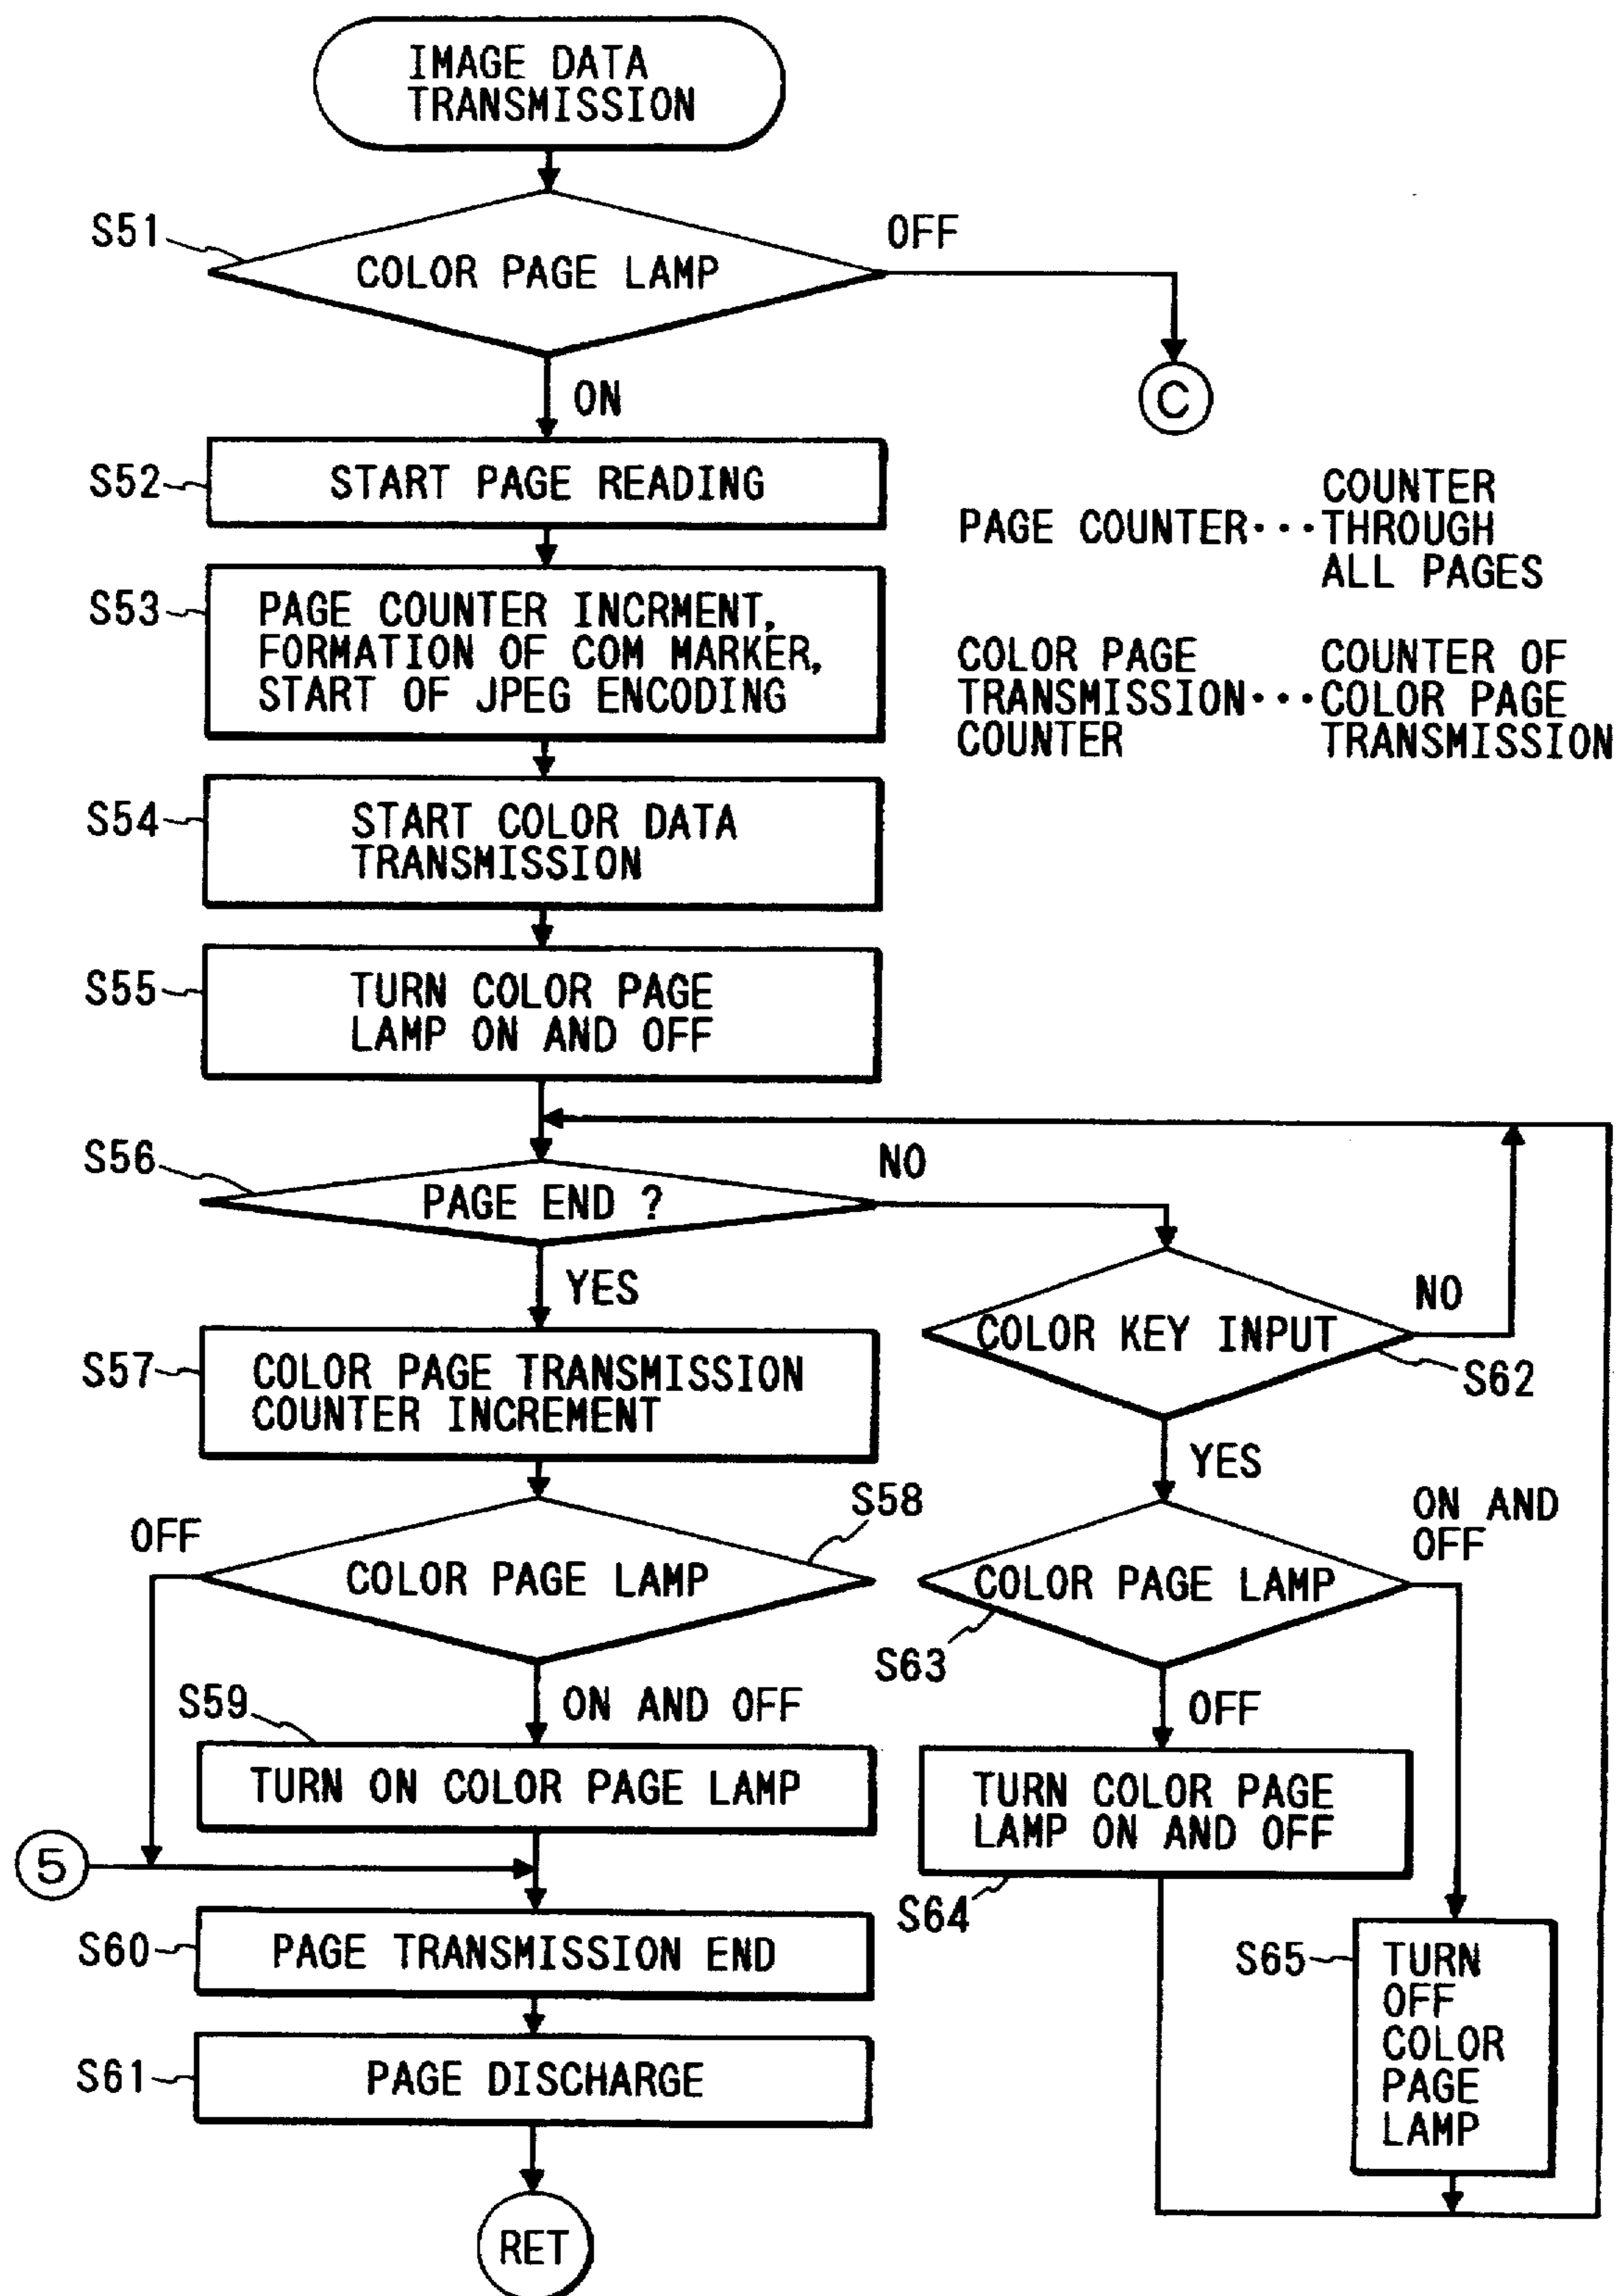 IMAGE DATA
TRANSMISSION
S51
COLOR PAGE LAMP
OFF
ON
C
S52
START PAGE READING
PAGE COUNTER···
COUNTER
THROUGH
ALL PAGES
S53
PAGE COUNTER INCRMENT,
FORMATION OF COM MARKER,
START OF JPEG ENCODING
COLOR PAGE
TRANSMISSION···
COUNTER
COUNTER OF
COLOR PAGE
TRANSMISSION
S54
START COLOR DATA
TRANSMISSION
S55
TURN COLOR PAGE
LAMP ON AND OFF
S56
PAGE END ?
NO
YES
COLOR KEY INPUT
NO
S62
S57
COLOR PAGE TRANSMISSION
COUNTER INCREMENT
YES
S58
OFF
COLOR PAGE LAMP
COLOR PAGE LAMP
ON AND
OFF
S63
S59
ON AND OFF
OFF
TURN ON COLOR PAGE LAMP
TURN COLOR PAGE
LAMP ON AND OFF
5
S64
S60
PAGE TRANSMISSION END
S65
TURN
OFF
COLOR
PAGE
LAMP
S61
PAGE DISCHARGE
RET